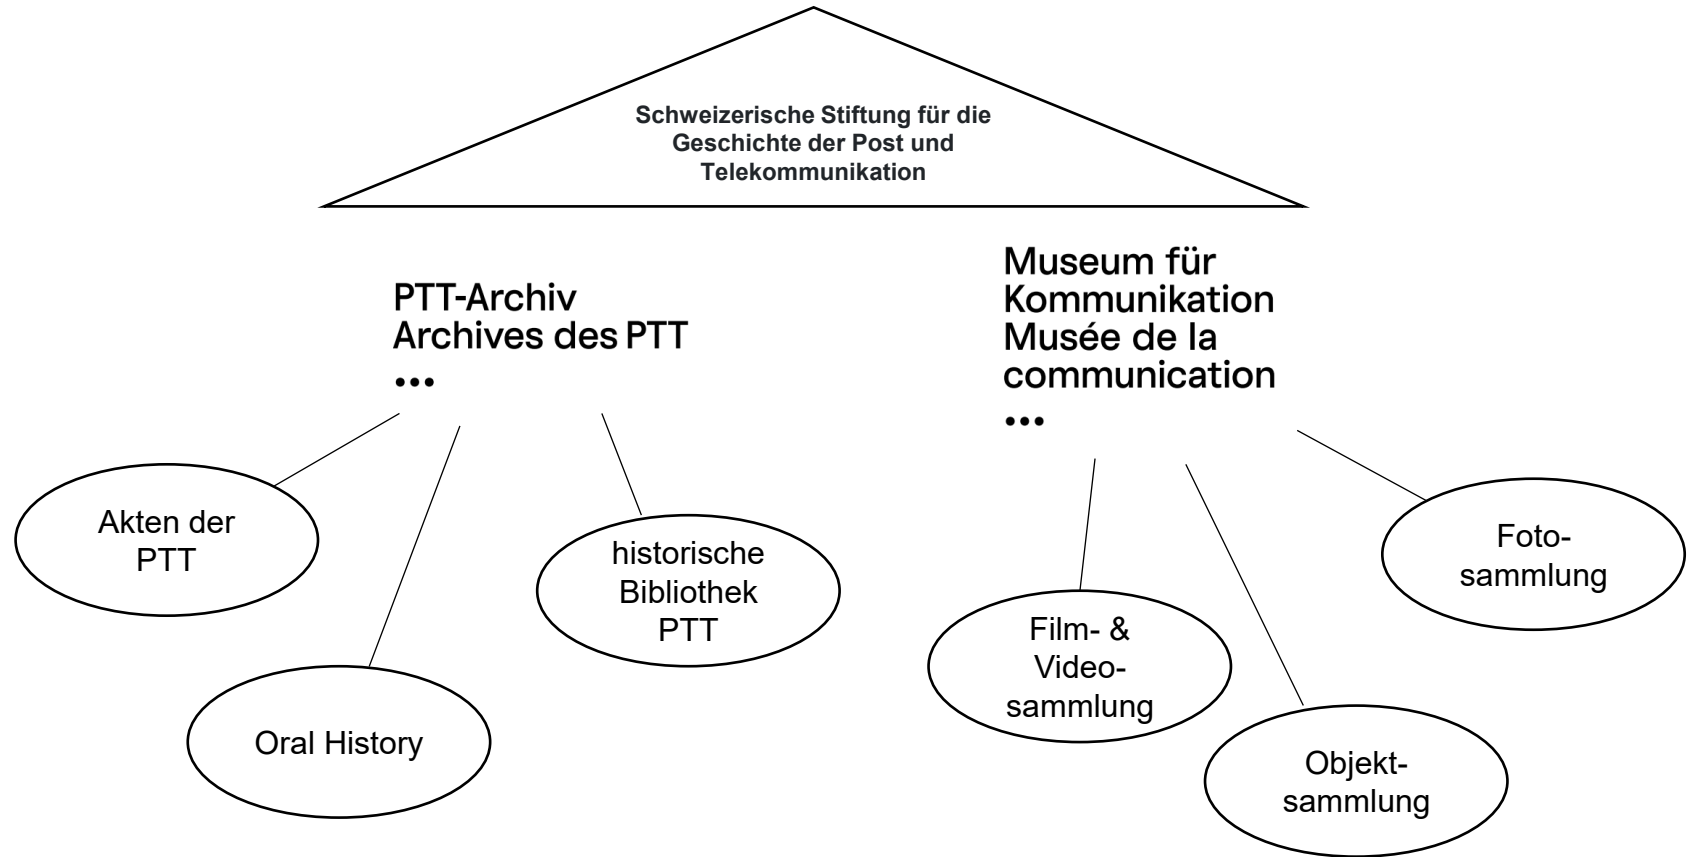 Schweizerische Stiftung für die
Geschichte der Post und
Telekommunikation
PTT-Archiv
Archives des PTT
...
Museum für
Kommunikation
Musée de la
communication
...
Akten der
PTT
Oral History
historische
Bibliothek
PTT
Film- &
Video-
sammlung
Objekt-
sammlung
Foto-
sammlung